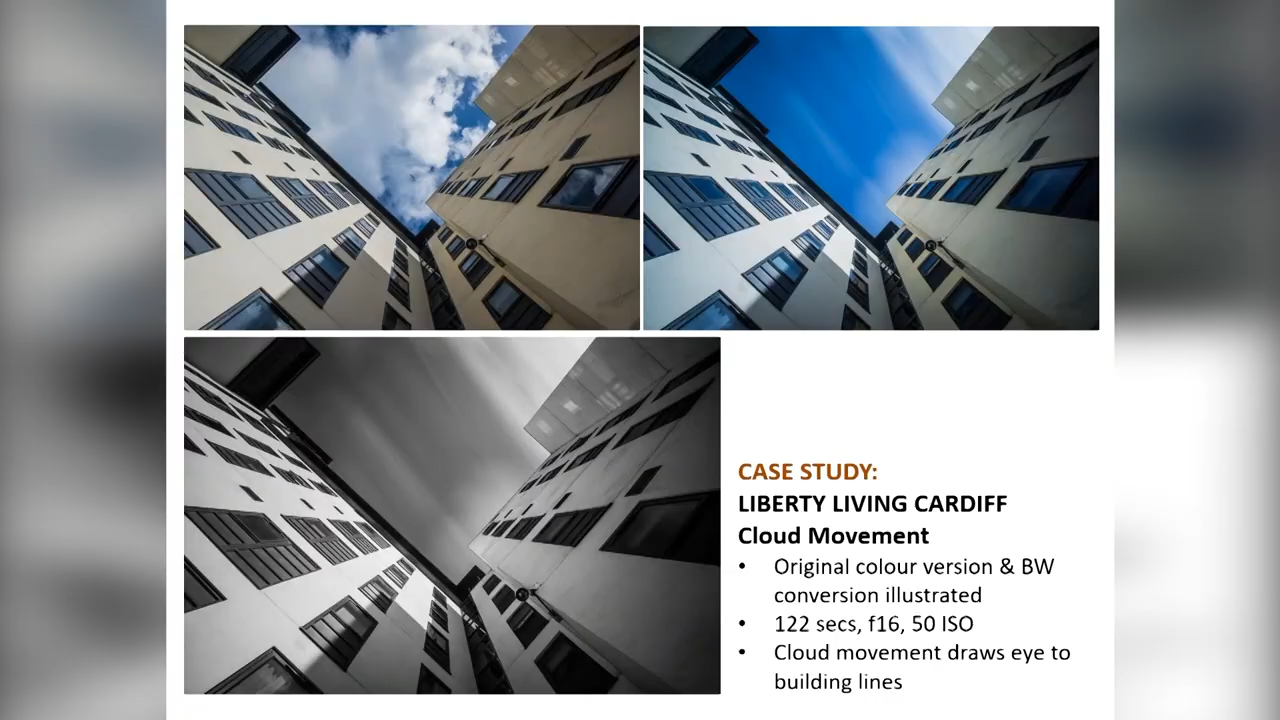 CASE STUDY:
LIBERTY LIVING CARDIFF
Cloud Movement
• Original colour version & BW
conversion illustrated
• 122 secs, f16, 50 ISO
• Cloud movement draws eye to
building lines